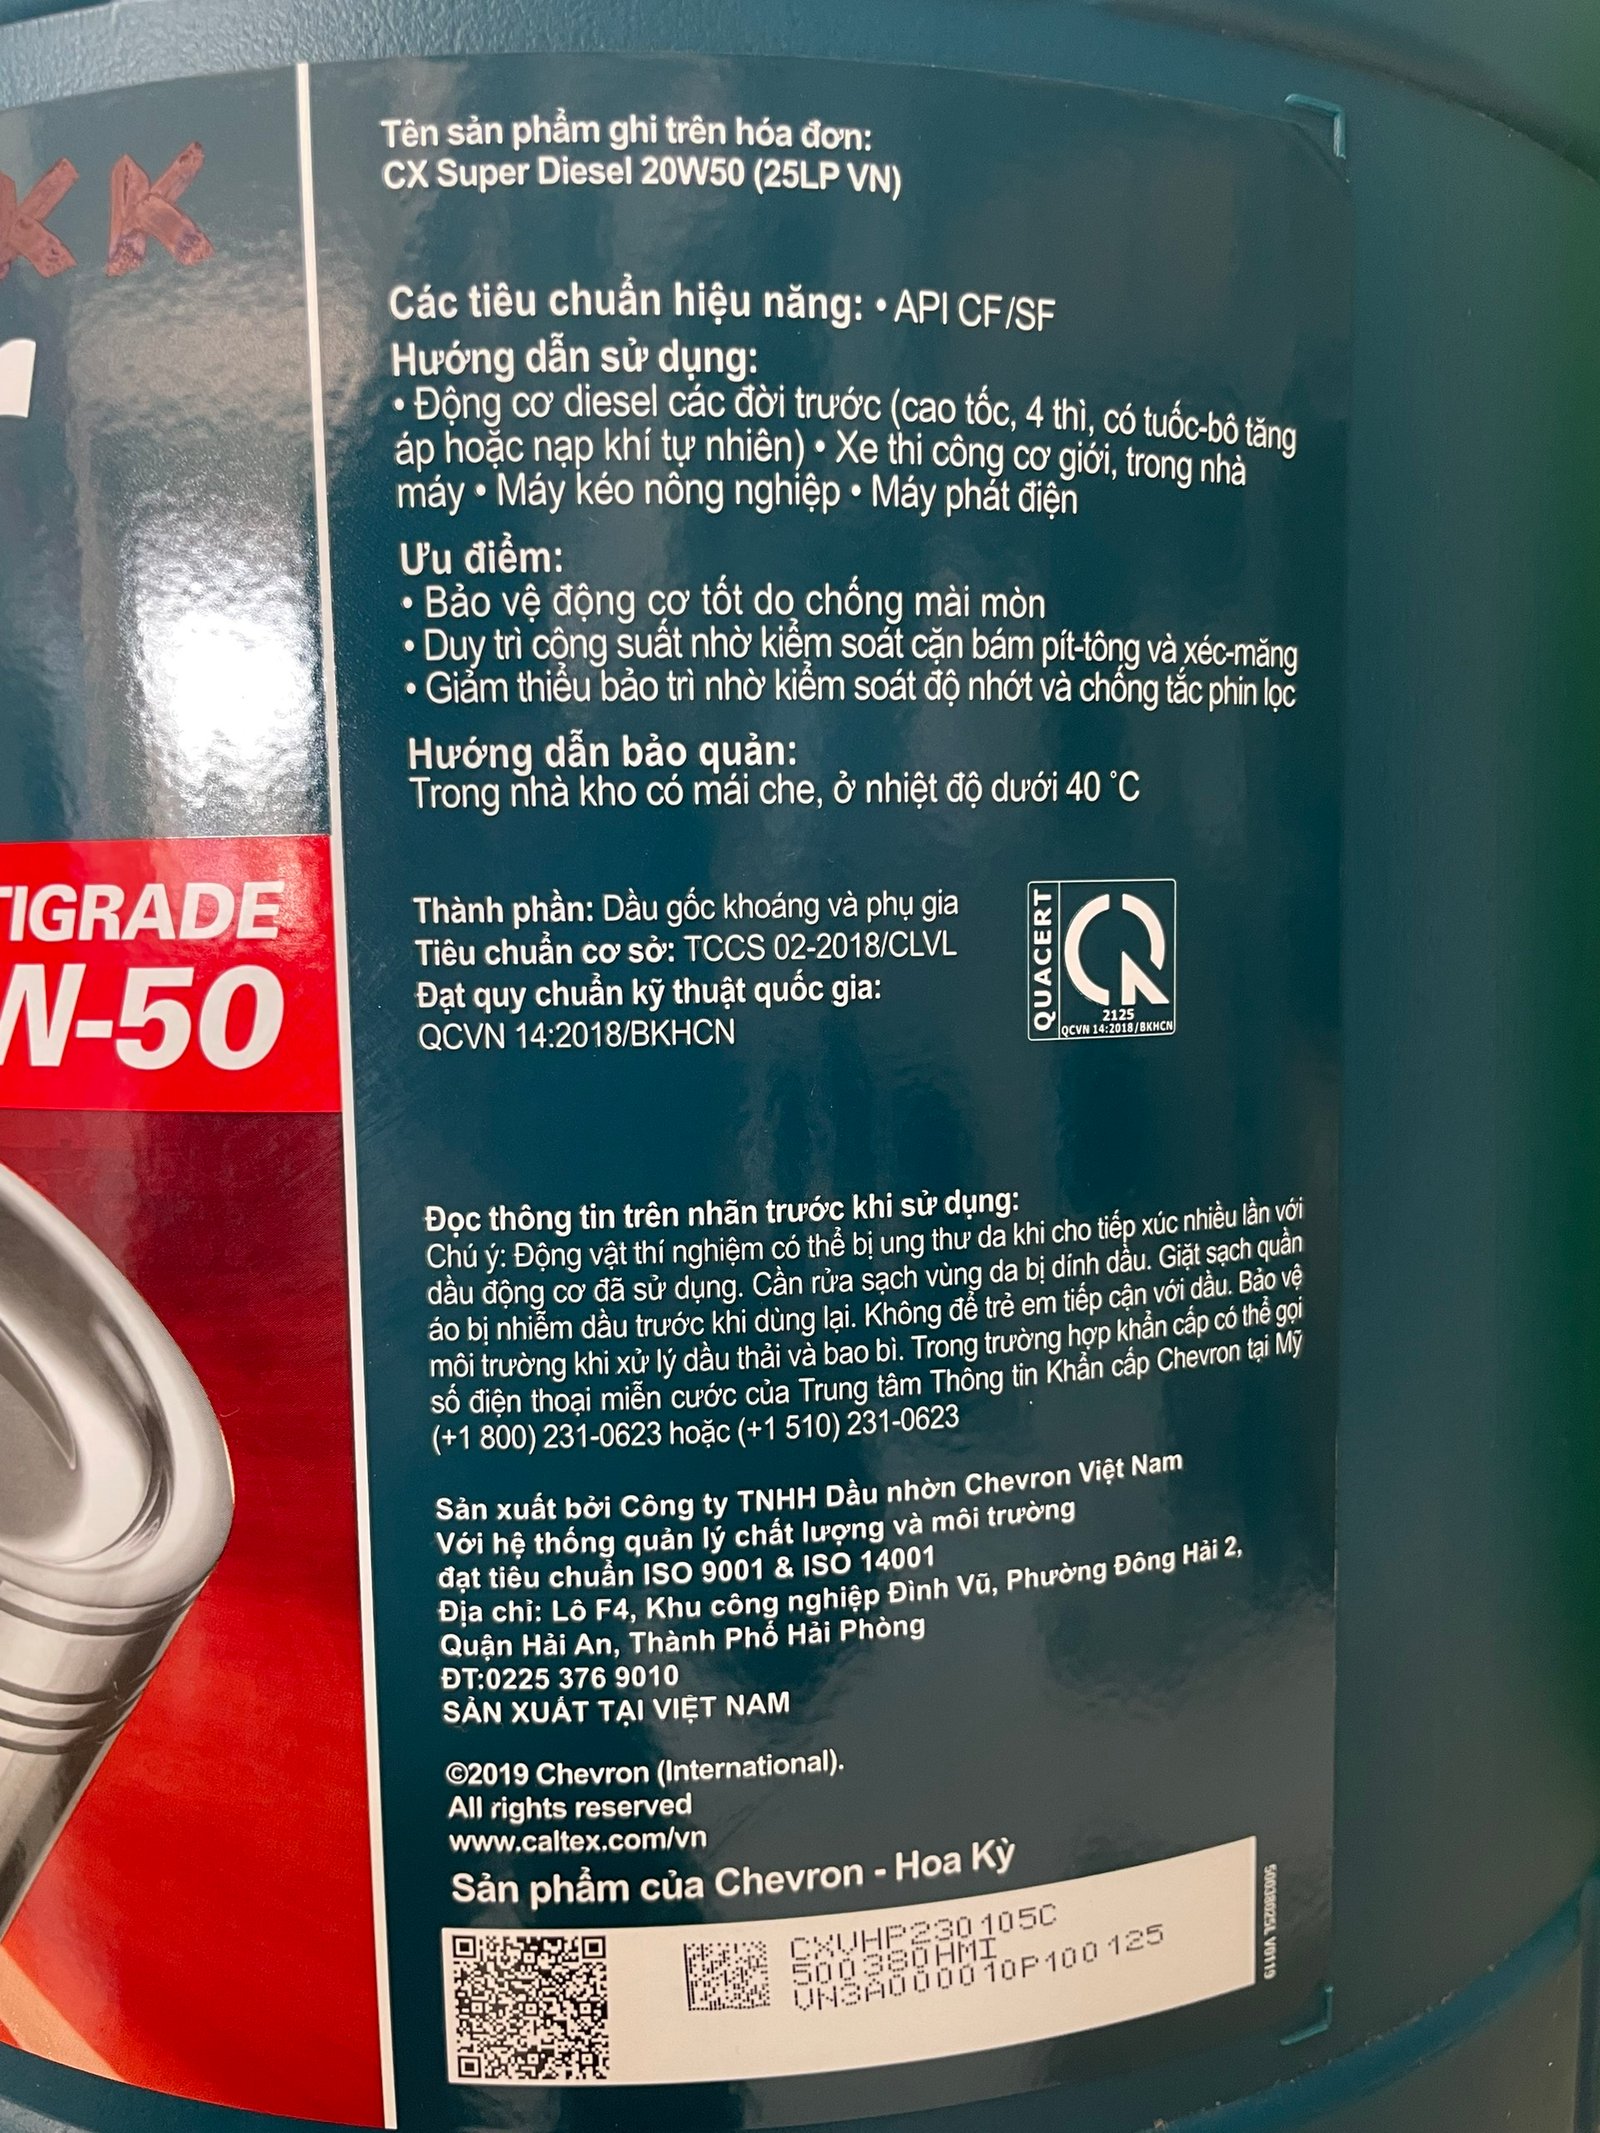 KK
r
TIGRADE
W-50
Tên sản phẩm ghi trên hóa đơn:
CX Super Diesel 20W50 (25LP VN)
Các tiêu chuẩn hiệu năng: • API CF/SF
Hướng dẫn sử dụng:
• Động cơ diesel các đời trước (cao tốc, 4 thì, có tuốc-bô tăng
áp hoặc nạp khí tự nhiên) • Xe thi công cơ giới, trong nhà
máy • Máy kéo nông nghiệp • Máy phát điện
Ưu điểm:
• Bảo vệ động cơ tốt do chống mài mòn
• Duy trì công suất nhờ kiểm soát cặn bám pít-tông và xéc-măng
• Giảm thiểu bảo trì nhờ kiểm soát độ nhớt và chống tắc phin lọc
Hướng dẫn bảo quản:
Trong nhà kho có mái che, ở nhiệt độ dưới 40 °C
Thành phần: Dầu gốc khoáng và phụ gia
Tiêu chuẩn cơ sở: TCCS 02-2018/CLVL
Đạt quy chuẩn kỹ thuật quốc gia:
QCVN 14:2018/BKHCN
QUACERT
2125
QCVN 14:2018/BKHCN
Đọc thông tin trên nhãn trước khi sử dụng:
Chú ý: Động vật thí nghiệm có thể bị ung thư da khi cho tiếp xúc nhiều lần với
dầu động cơ đã sử dụng. Cần rửa sạch vùng da bị dính dầu. Giặt sạch quần
áo bị nhiễm dầu trước khi dùng lại. Không để trẻ em tiếp cận với dầu. Bảo vệ
môi trường khi xử lý dầu thải và bao bì. Trong trường hợp khẩn cấp có thể gọi
số điện thoại miễn cước của Trung tâm Thông tin Khẩn cấp Chevron tại Mỹ
(+1 800) 231-0623 hoặc (+1 510) 231-0623
Sản xuất bởi Công ty TNHH Dầu nhờn Chevron Việt Nam
Với hệ thống quản lý chất lượng và môi trường
đạt tiêu chuẩn ISO 9001 & ISO 14001
Địa chỉ: Lô F4, Khu công nghiệp Đình Vũ, Phường Đông Hải 2,
Quận Hải An, Thành Phố Hải Phòng
ĐT:0225 376 9010
SẢN XUẤT TẠI VIỆT NAM
©2019 Chevron (International).
All rights reserved
www.caltex.com/vn
Sản phẩm của Chevron - Hoa Kỳ
CXVHP230105C
500380HMI
VN3A000010P100125
50038025L V0119